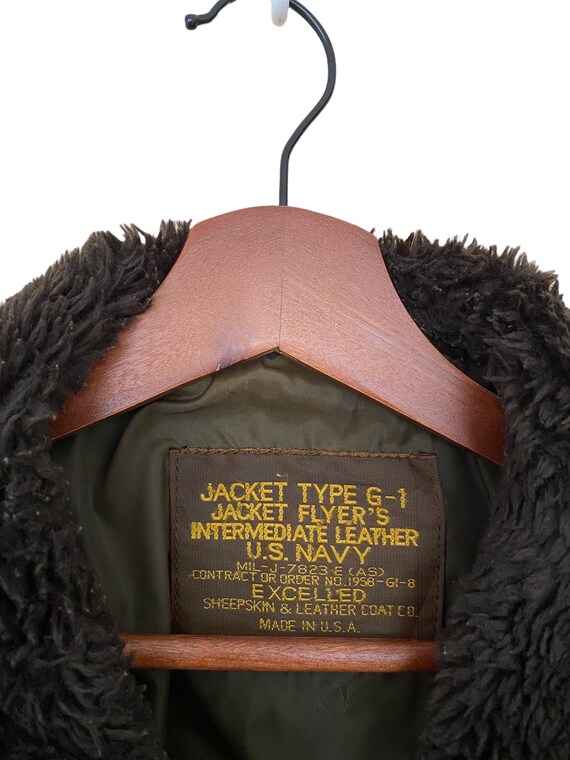 JACKET TYPE G-1
JACKET FLYER'S
INTERMEDIATE LEATHER
U.S. NAVY
MIL-J-7823-E (AS)
CONTRACT OR ORDER NO. 1958-GI-8
EXCELLED
SHEEPSKIN & LEATHER COAT CO.
MADE IN U.S.A.